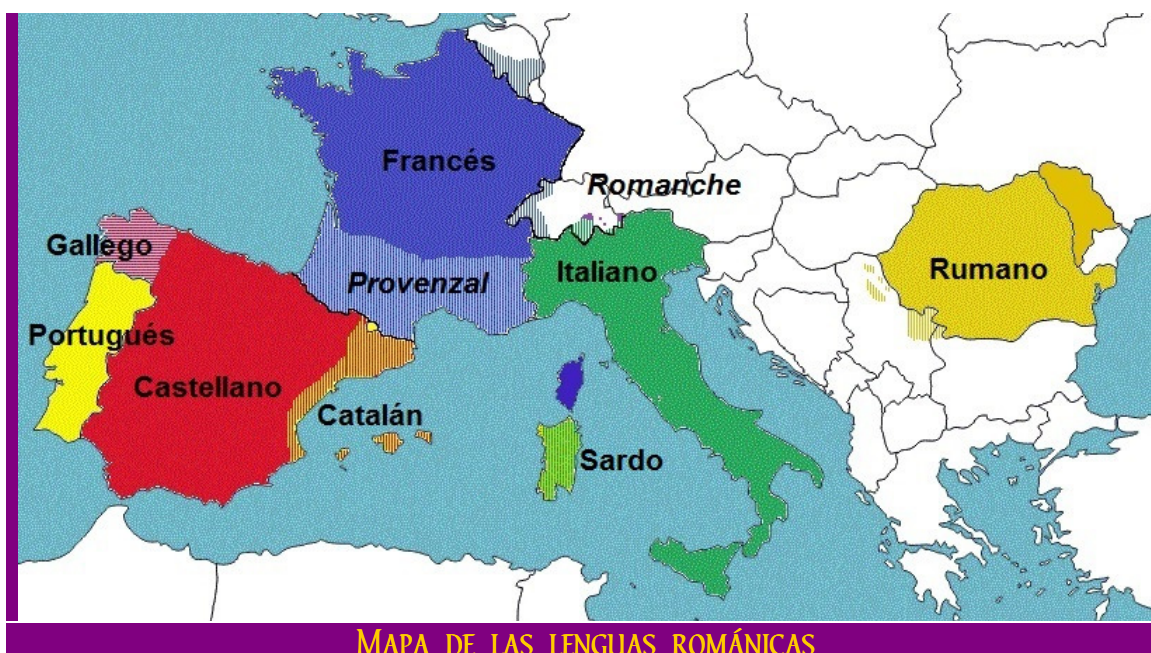 Francés
Romanche
Gallego
Provenzal
Italiano
Rumano
Portugués
Castellano
Catalán
Sardo
MAPA DE LAS LENGUAS ROMÁNICAS